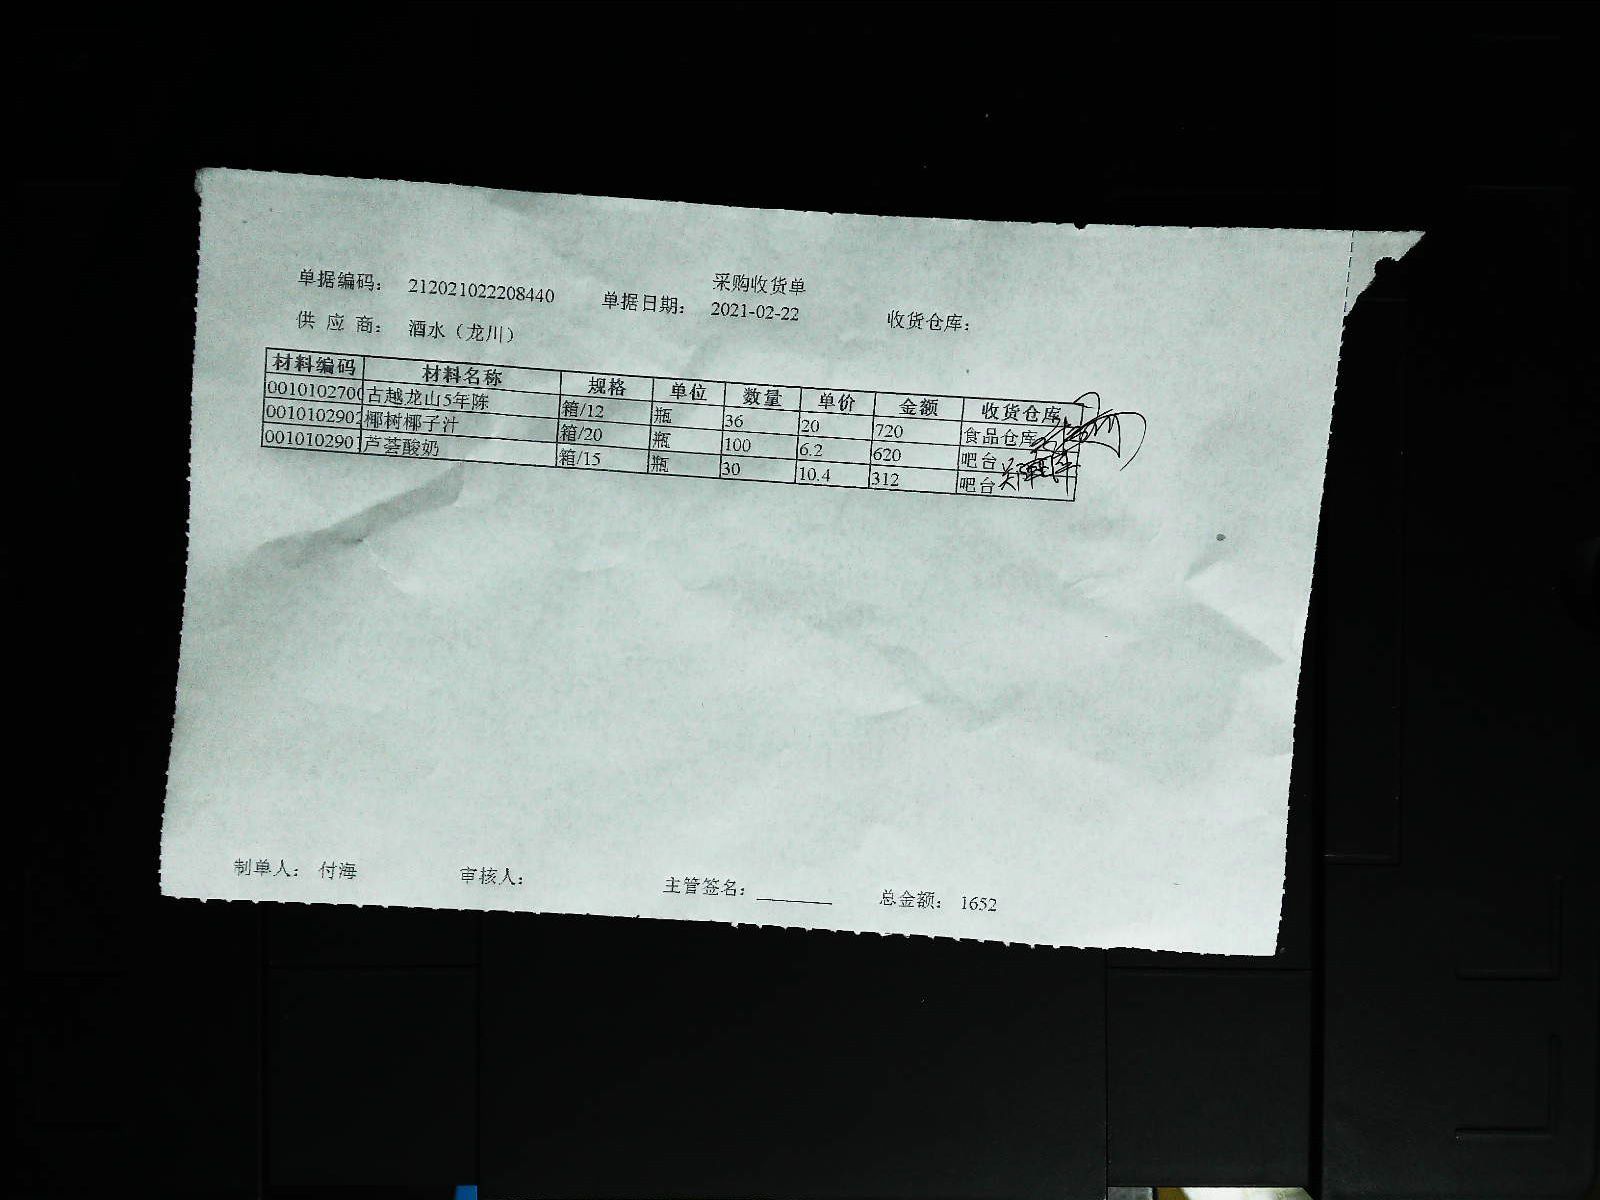 采购收货单
单据编码： 212021022208440 单据日期： 2021-02-22 收货仓库：
供 应 商： 酒水（龙川）
材料编码 材料名称 规格 单位 数量 单价 金额 收货仓库
0010102700 古越龙山5年陈 箱/12 瓶 36 20 720 食品仓库
0010102902 椰树椰子汁 箱/20 瓶 100 6.2 620 吧台
0010102901 芦荟酸奶 箱/15 瓶 30 10.4 312 吧台
制单人： 付海 审核人： 主管签名： 总金额： 1652